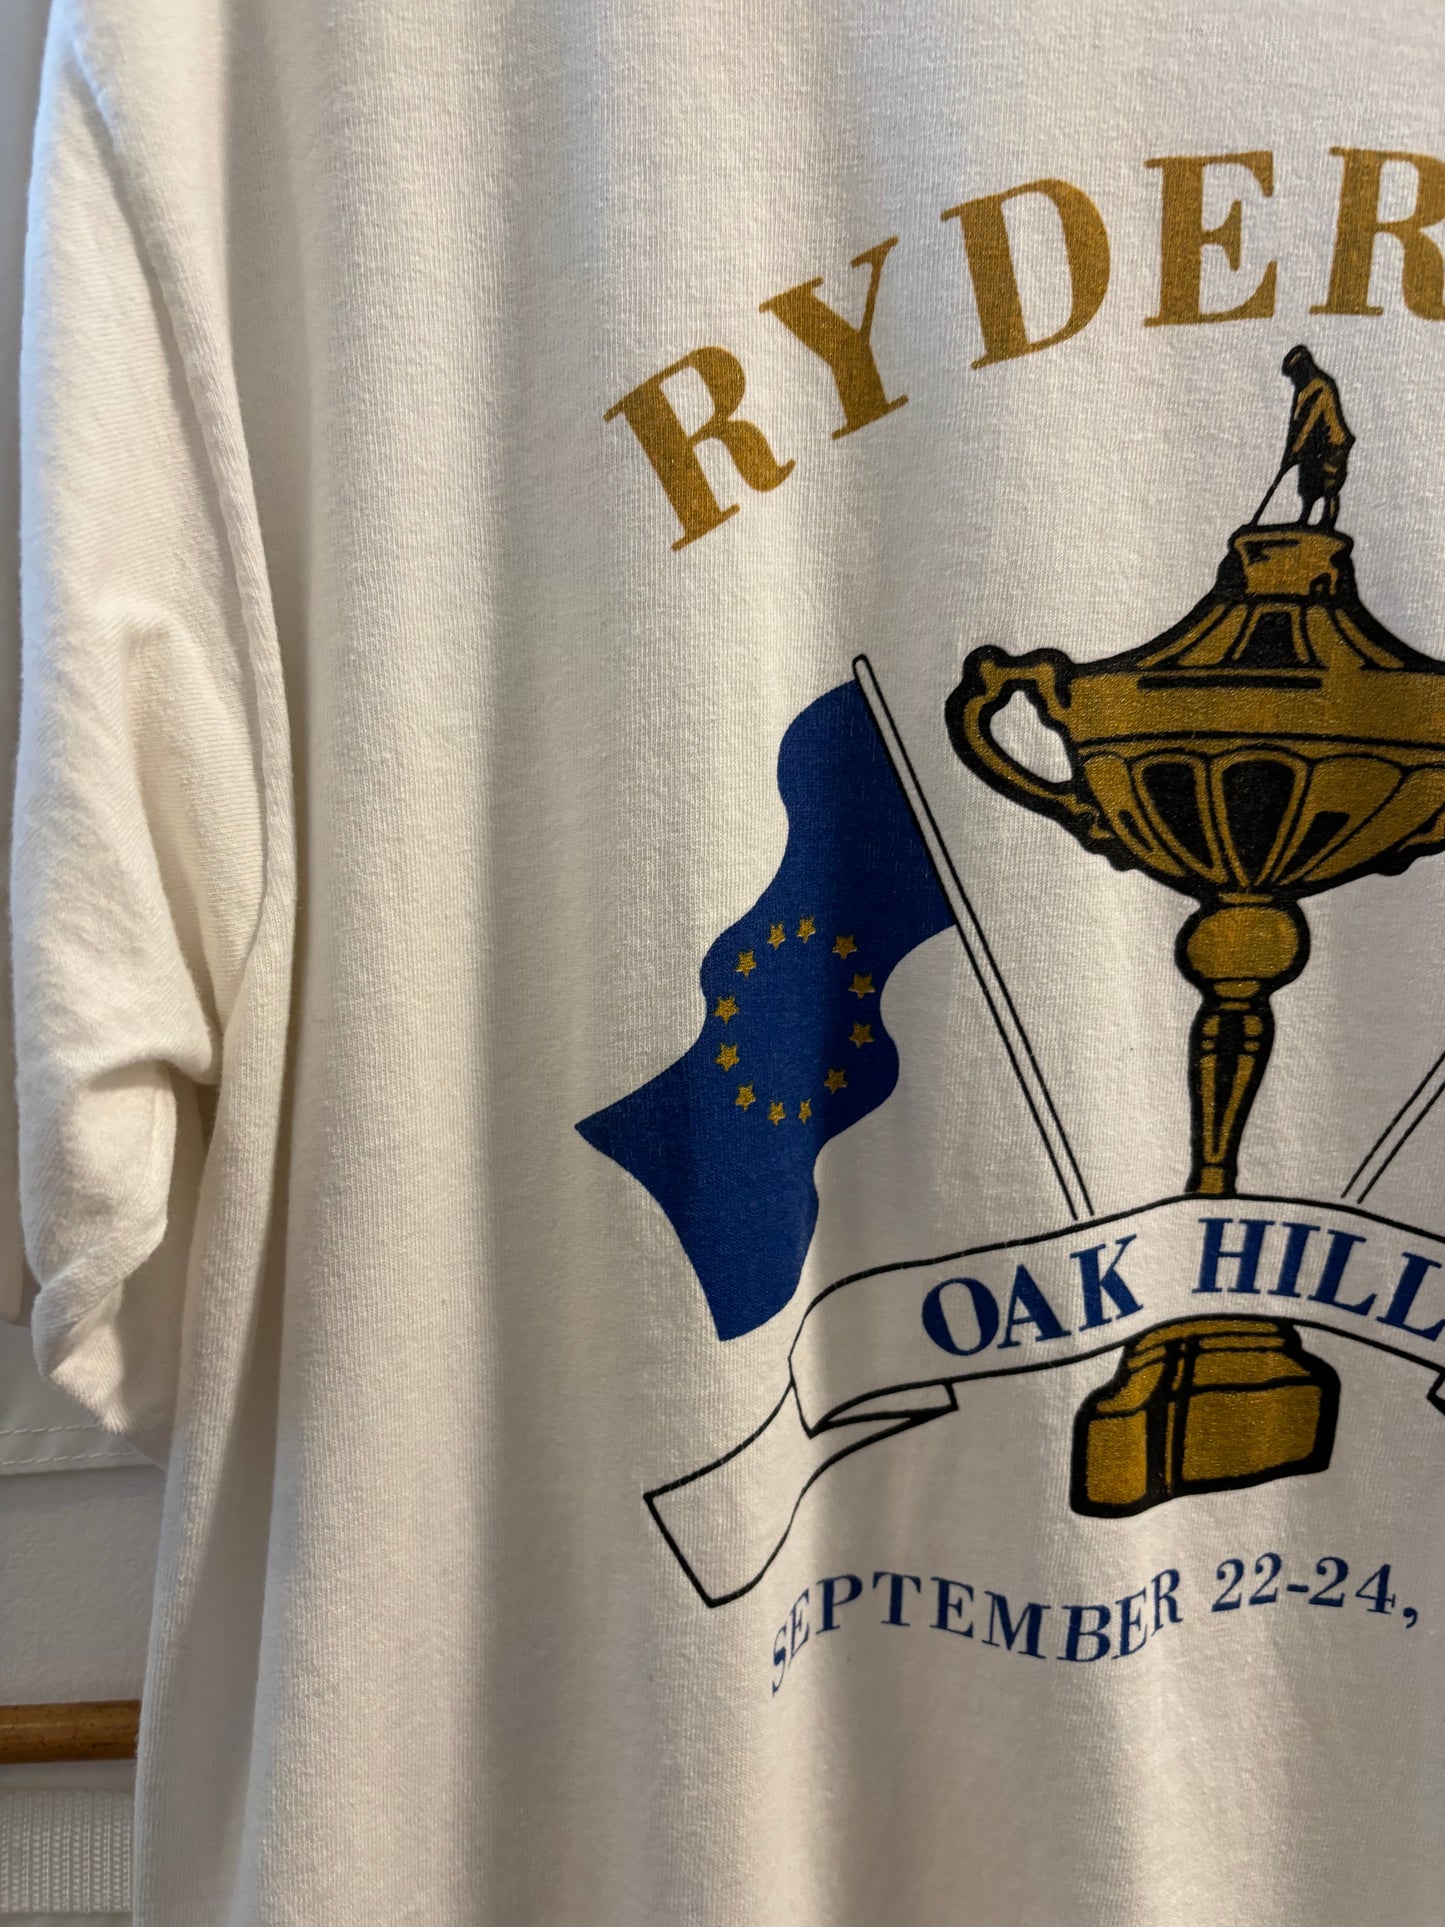 RYDER
OAK HILL
SEPTEMBER 22-24,